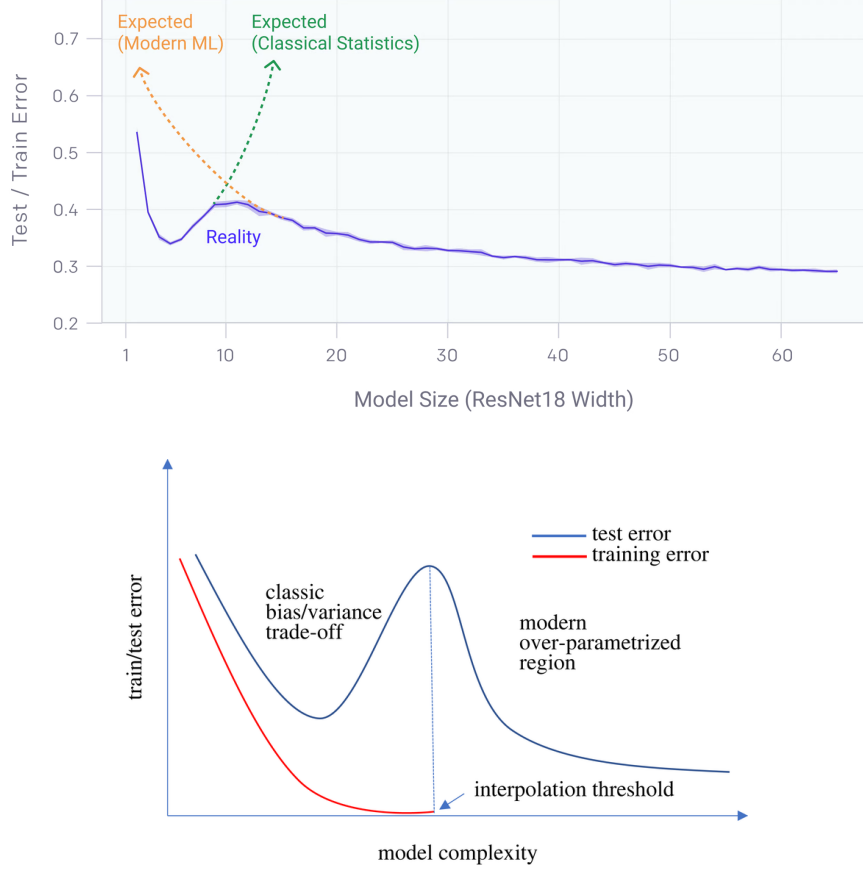 Expected
(Modern ML)
Expected
(Classical Statistics)
0.7
0.6
0.5
0.4
0.3
0.2
Test / Train Error
Reality
1 10 20 30 40 50 60
Model Size (ResNet18 Width)
test error
training error
classic
bias/variance
trade-off
modern
over-parametrized
region
train/test error
interpolation threshold
model complexity